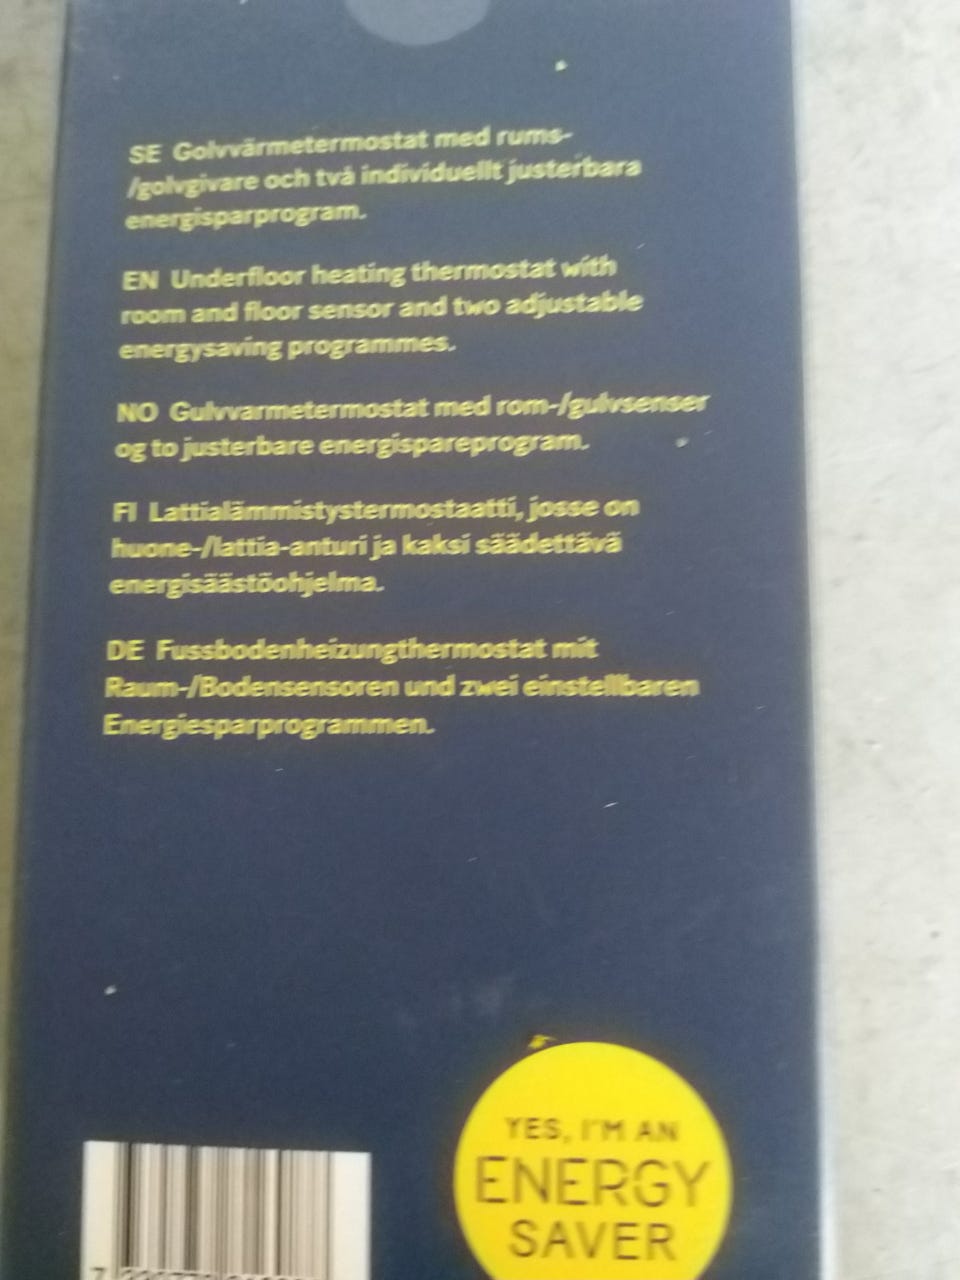 SE Golvvärmetermostat med rums-
/golvgivare och två individuellt justerbara
energisparprogram.
EN Underfloor heating thermostat with
room and floor sensor and two adjustable
energysaving programmes.
NO Gulvvarmetermostat med rom-/gulvsenser
og to justerbare energispareprogram.
FI Lattialämmistystermostaatti, josse on
huone-/lattia-anturi ja kaksi säädettävä
energisäästöohjelma.
DE Fussbodenheizungthermostat mit
Raum-/Bodensensoren und zwei einstellbaren
Energiesparprogrammen.
YES, I'M AN
ENERGY
SAVER